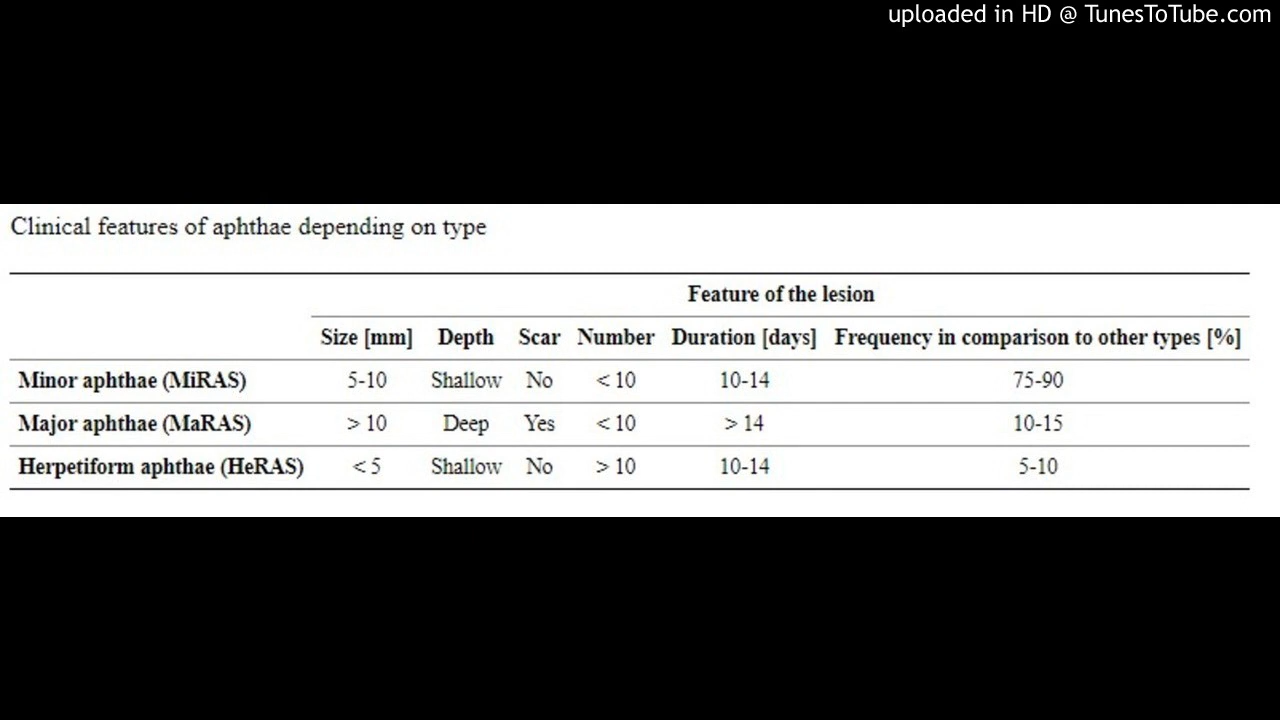 uploaded in HD @ TunesToTube.com
Clinical features of aphthae depending on type
Feature of the lesion
Size [mm] Depth Scar Number Duration [days] Frequency in comparison to other types [%]
Minor aphthae (MiRAS) 5-10 Shallow No < 10 10-14 75-90
Major aphthae (MaRAS) > 10 Deep Yes < 10 > 14 10-15
Herpetiform aphthae (HeRAS) < 5 Shallow No > 10 10-14 5-10